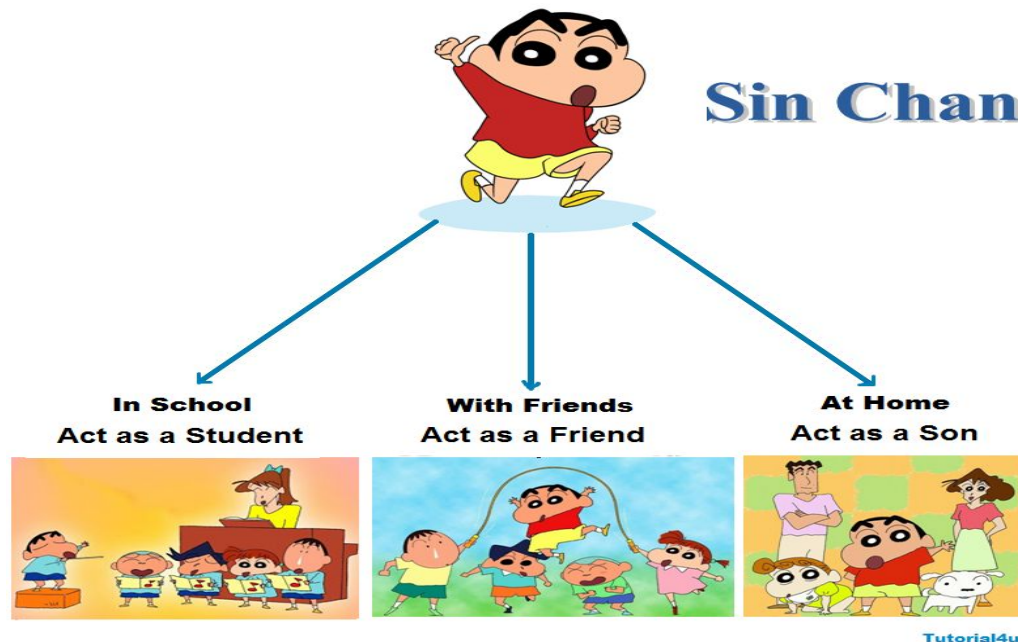 Sin Chan
In School
Act as a Student
With Friends
Act as a Friend
At Home
Act as a Son
Tutorial4u